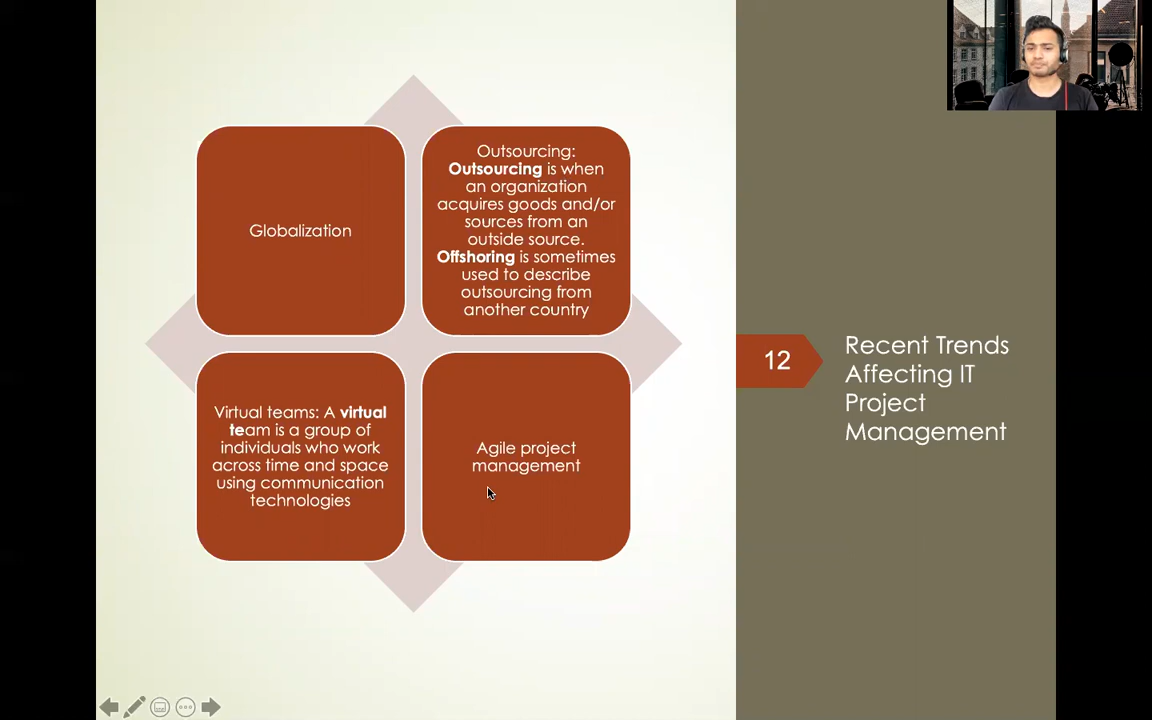 Globalization
Outsourcing:
Outsourcing is when
an organization
acquires goods and/or
sources from an
outside source.
Offshoring is sometimes
used to describe
outsourcing from
another country
Virtual teams: A virtual
team is a group of
individuals who work
across time and space
using communication
technologies
Agile project
management
12
Recent Trends
Affecting IT
Project
Management